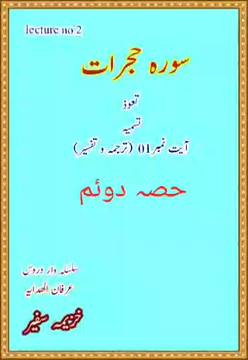 lecture no 2
سورہ حجرات
تعوذ
تسمیہ
آیت نمبر 01 (ترجمہ و تفسیر)
حصہ دوئم
سلسلہ وار دروس
عرفان الھدایہ
خزیمہ سفیر